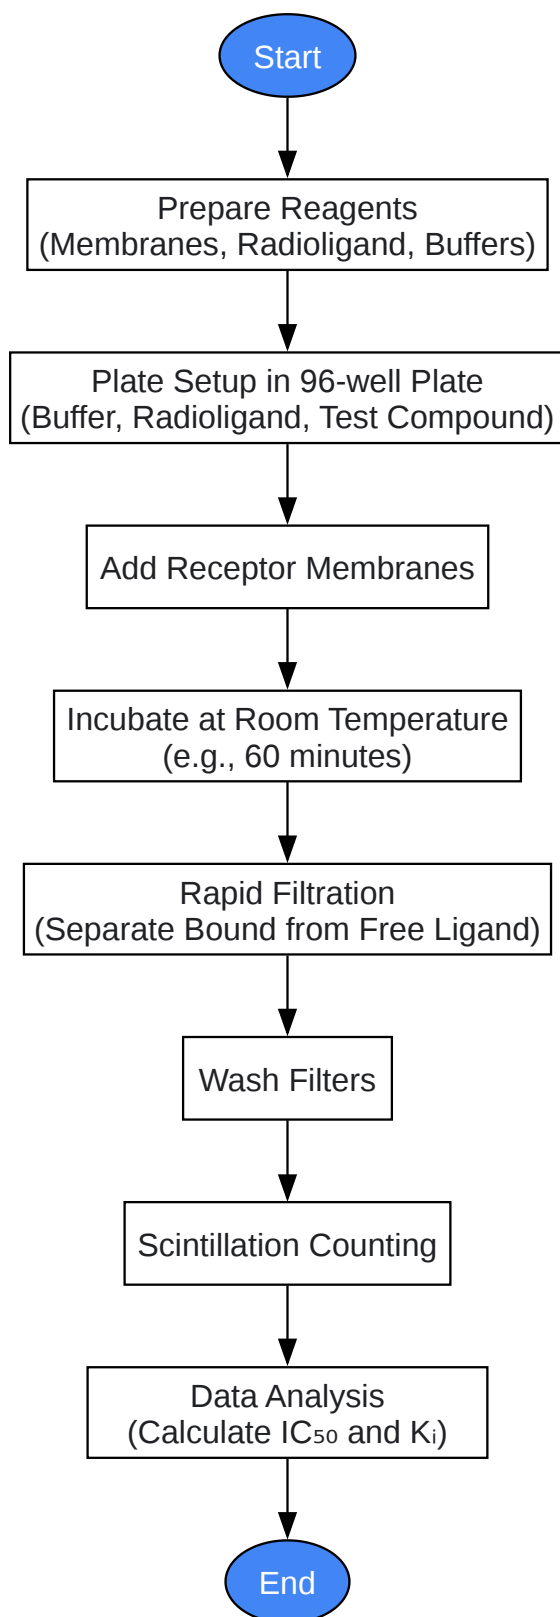 Start
Prepare Reagents
(Membranes, Radioligand, Buffers)
Plate Setup in 96-well Plate
(Buffer, Radioligand, Test Compound)
Add Receptor Membranes
Incubate at Room Temperature
(e.g., 60 minutes)
Rapid Filtration
(Separate Bound from Free Ligand)
Wash Filters
Scintillation Counting
Data Analysis
(Calculate IC₅₀ and Kᵢ)
End